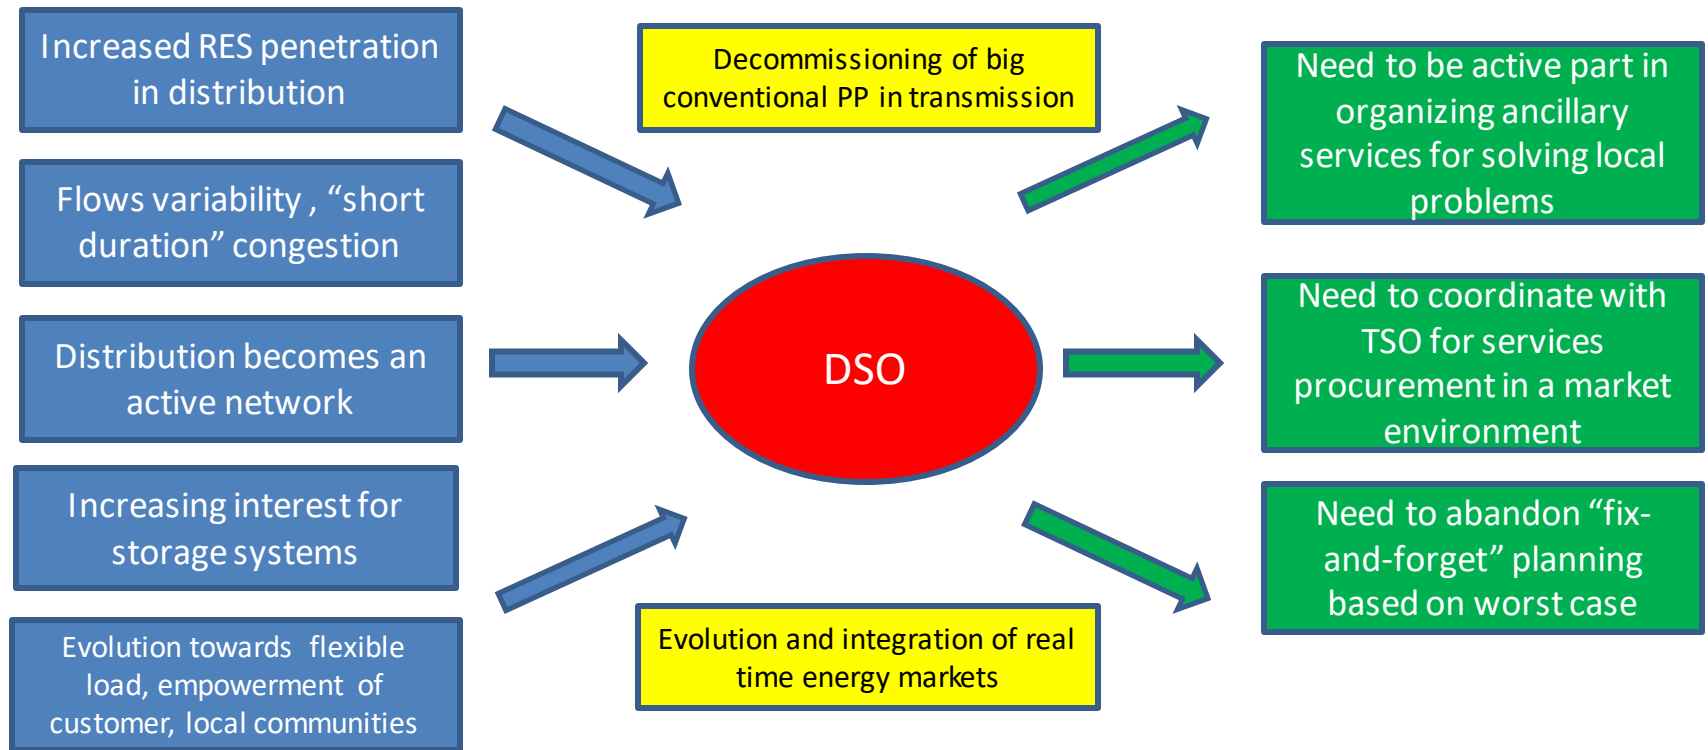 Increased RES penetration
in distribution
Flows variability , “short
duration” congestion
Distribution becomes an
active network
Increasing interest for
storage systems
Evolution towards flexible
load, empowerment of
customer, local communities
Decommissioning of big
conventional PP in transmission
DSO
Evolution and integration of real
time energy markets
Need to be active part in
organizing ancillary
services for solving local
problems
Need to coordinate with
TSO for services
procurement in a market
environment
Need to abandon “fix-
and-forget” planning
based on worst case